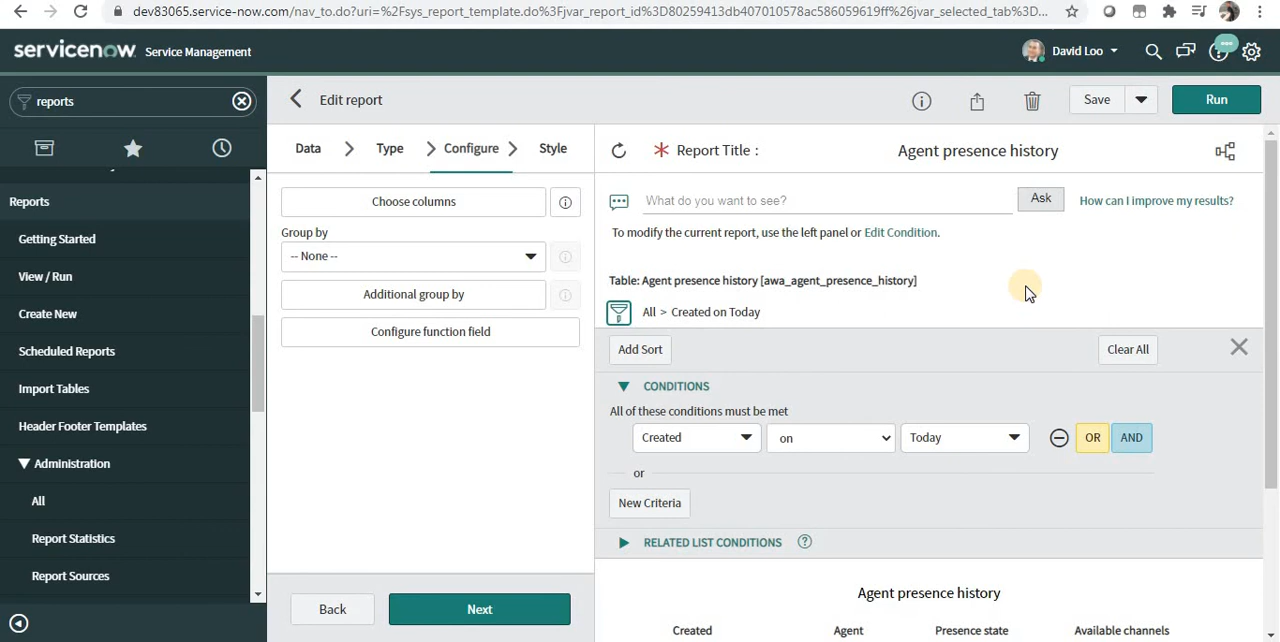 dev83065.service-now.com/nav_to.do?uri=%2Fsys_report_template.do%3Fjvar_report_id%3D80259413db407010578ac586059619ff%26jvar_selected_tab%3D...
servicenow Service Management
David Loo
reports
Reports
Getting Started
View / Run
Create New
Scheduled Reports
Import Tables
Header Footer Templates
Administration
All
Report Statistics
Report Sources
Edit report
Save
Run
Data
Type
Configure
Style
Choose columns
Group by
-- None --
Additional group by
Configure function field
Back
Next
Report Title :
Agent presence history
What do you want to see?
Ask
How can I improve my results?
To modify the current report, use the left panel or Edit Condition.
Table: Agent presence history [awa_agent_presence_history]
All > Created on Today
Add Sort
Clear All
CONDITIONS
All of these conditions must be met
Created
on
Today
OR
AND
or
New Criteria
RELATED LIST CONDITIONS
Agent presence history
Created Agent Presence state Available channels